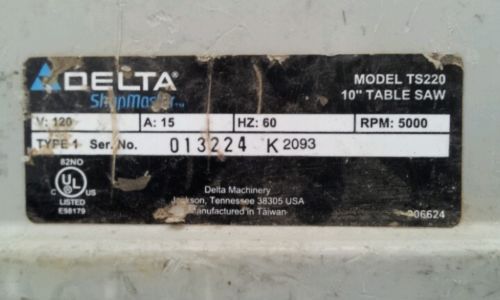 DELTA®
ShopMaster™
MODEL TS220
10" TABLE SAW
V: 120 A: 15 HZ: 60 RPM: 5000
TYPE 1 Ser. No. 013224 K 2093
82NO
C UL US
LISTED
E98179
Delta Machinery
Jackson, Tennessee 38305 USA
Manufactured in Taiwan
906624